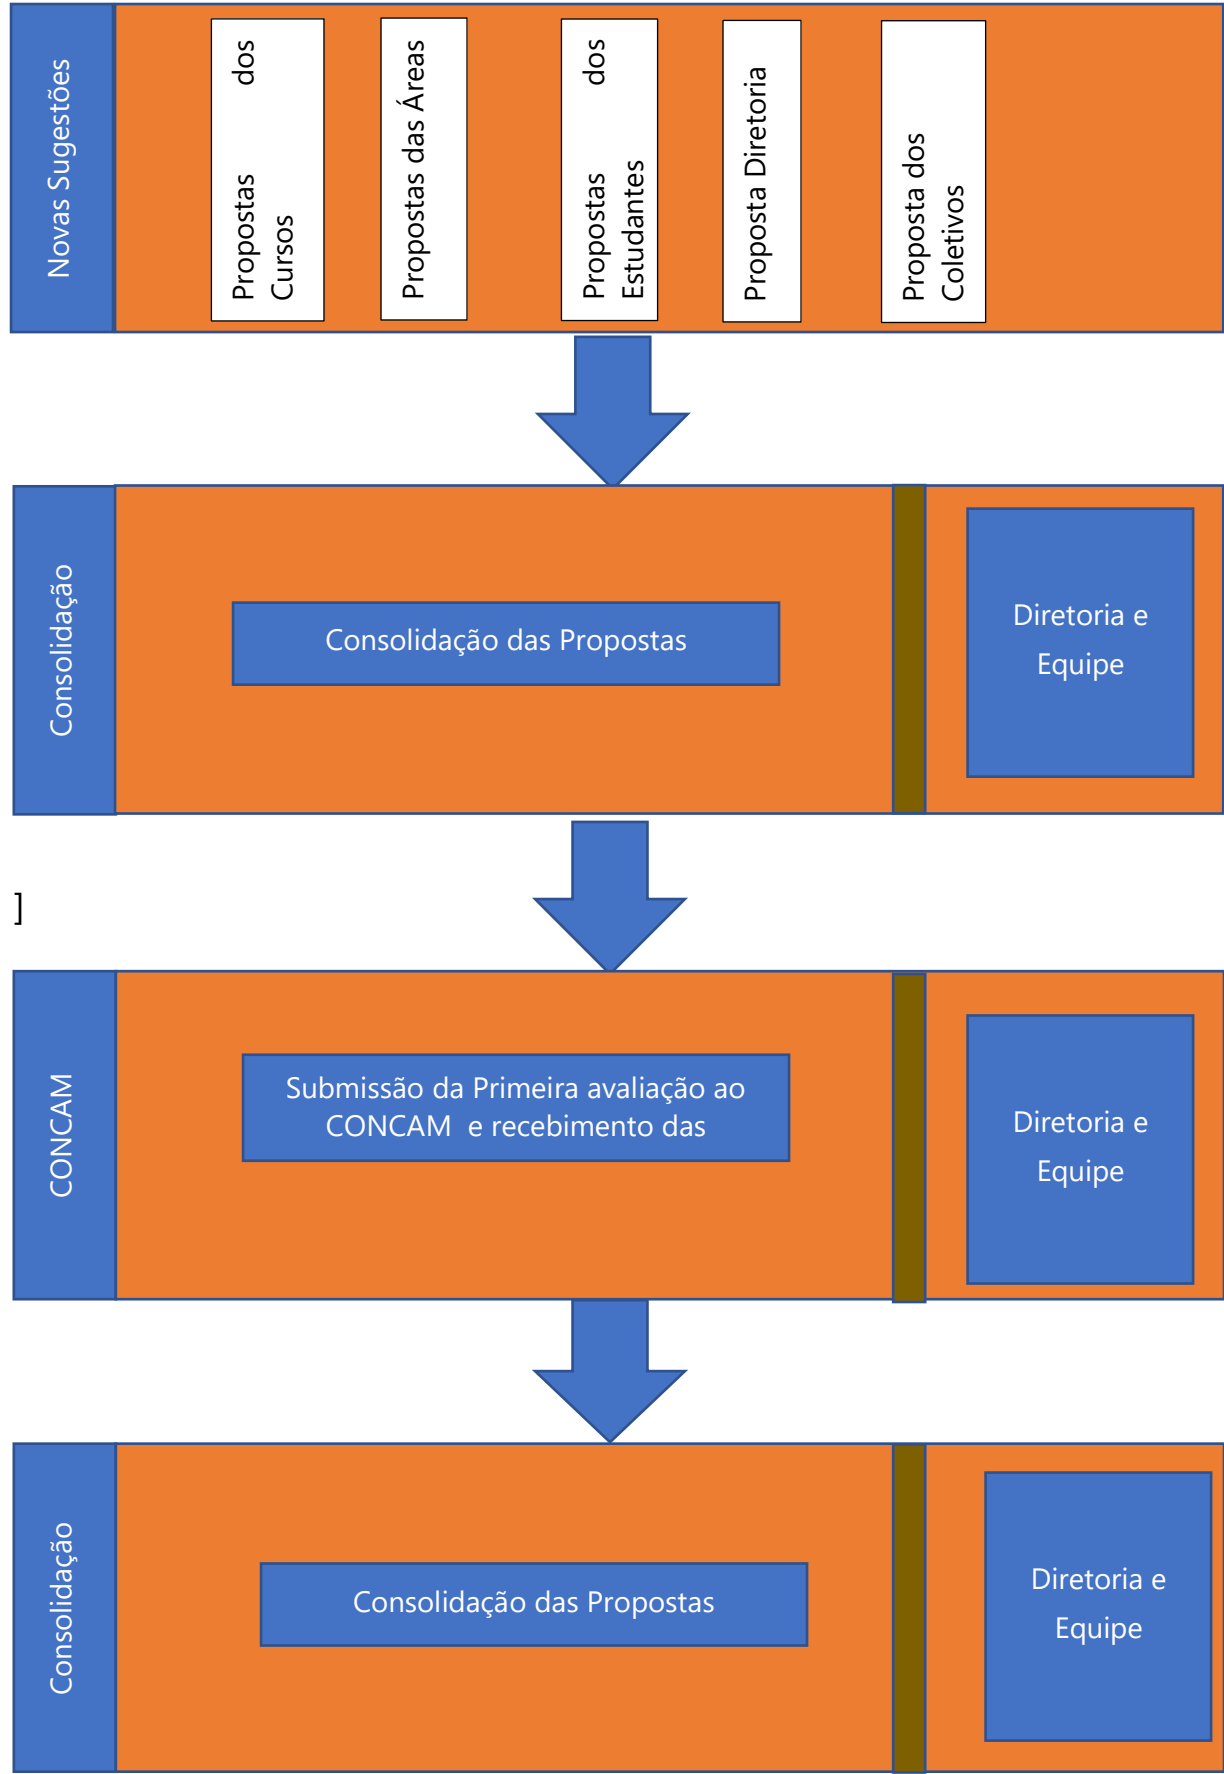 Novas Sugestões
Propostas dos
Cursos
Propostas das Áreas
Propostas dos
Estudantes
Proposta Diretoria
Proposta dos
Coletivos
Consolidação
Consolidação das Propostas
Diretoria e
Equipe
]
CONCAM
Submissão da Primeira avaliação ao
CONCAM e recebimento das
Diretoria e
Equipe
Consolidação
Consolidação das Propostas
Diretoria e
Equipe